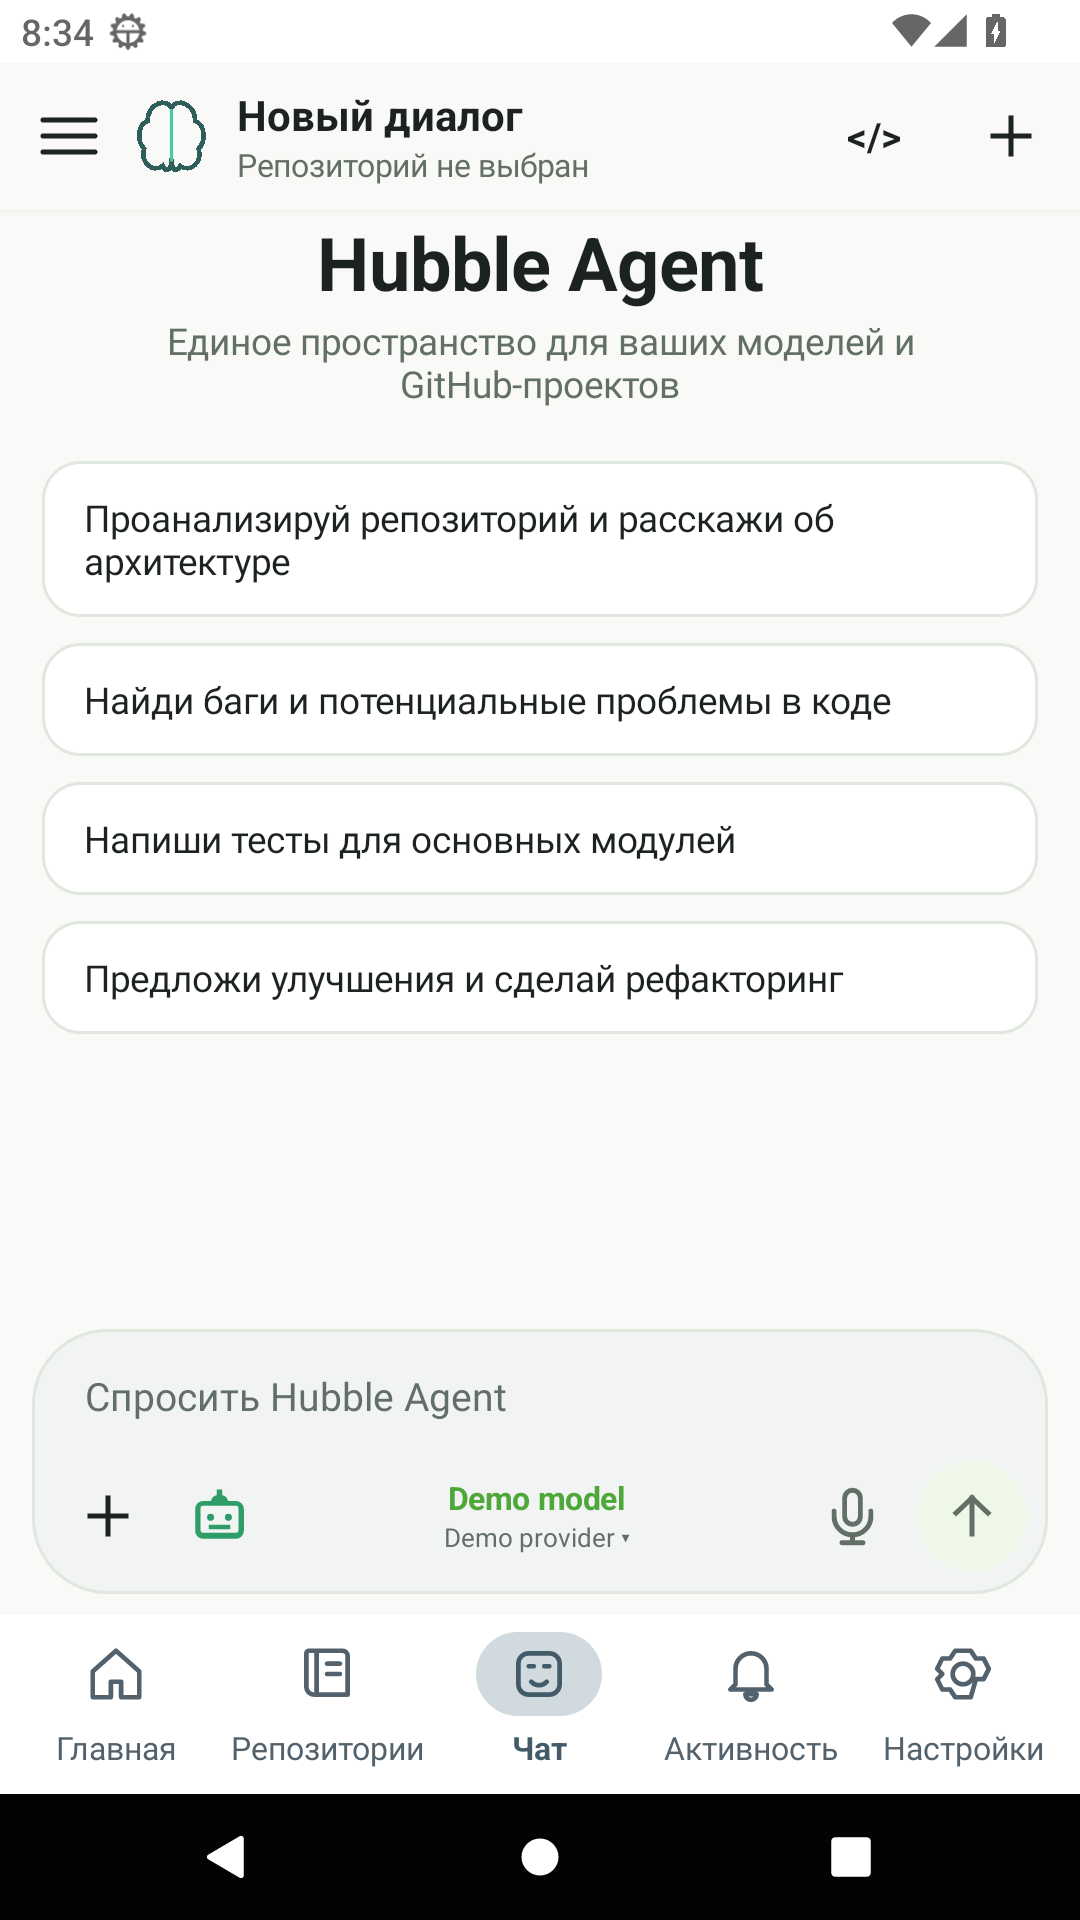 8:34
Новый диалог
Репозиторий не выбран
</>
Hubble Agent
Единое пространство для ваших моделей и
GitHub-проектов
Проанализируй репозиторий и расскажи об
архитектуре
Найди баги и потенциальные проблемы в коде
Напиши тесты для основных модулей
Предложи улучшения и сделай рефакторинг
Спросить Hubble Agent
Demo model
Demo provider ▾
Главная
Репозитории
Чат
Активность
Настройки